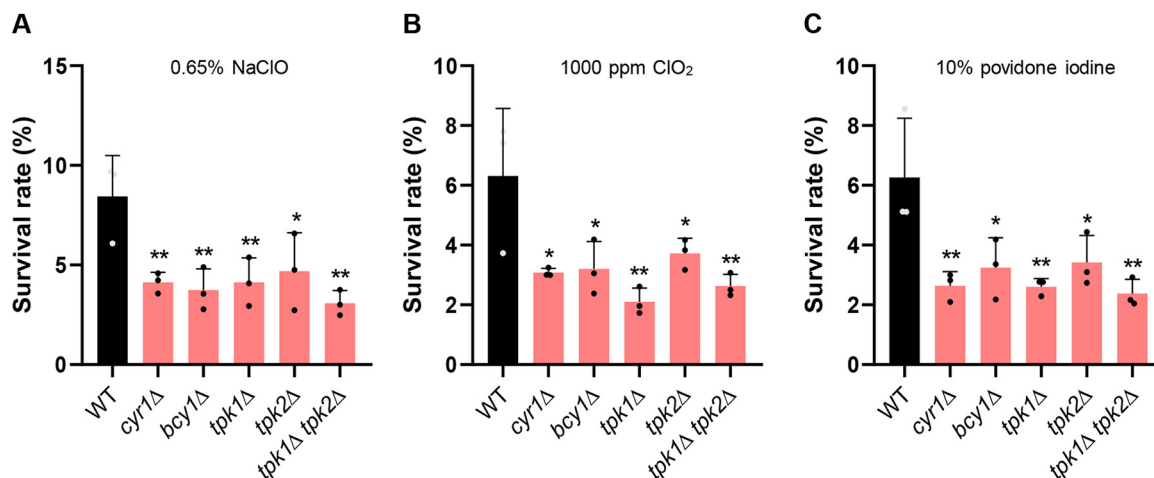 A
0.65% NaClO
Survival rate (%)
15
10
5
0
**
**
**
*
**
WT
cyr1Δ
bcy1Δ
tpk1Δ
tpk2Δ
tpk1Δ tpk2Δ
B
1000 ppm ClO₂
Survival rate (%)
10
8
6
4
2
0
*
*
**
*
**
WT
cyr1Δ
bcy1Δ
tpk1Δ
tpk2Δ
tpk1Δ tpk2Δ
C
10% povidone iodine
Survival rate (%)
10
8
6
4
2
0
**
*
**
*
**
WT
cyr1Δ
bcy1Δ
tpk1Δ
tpk2Δ
tpk1Δ tpk2Δ